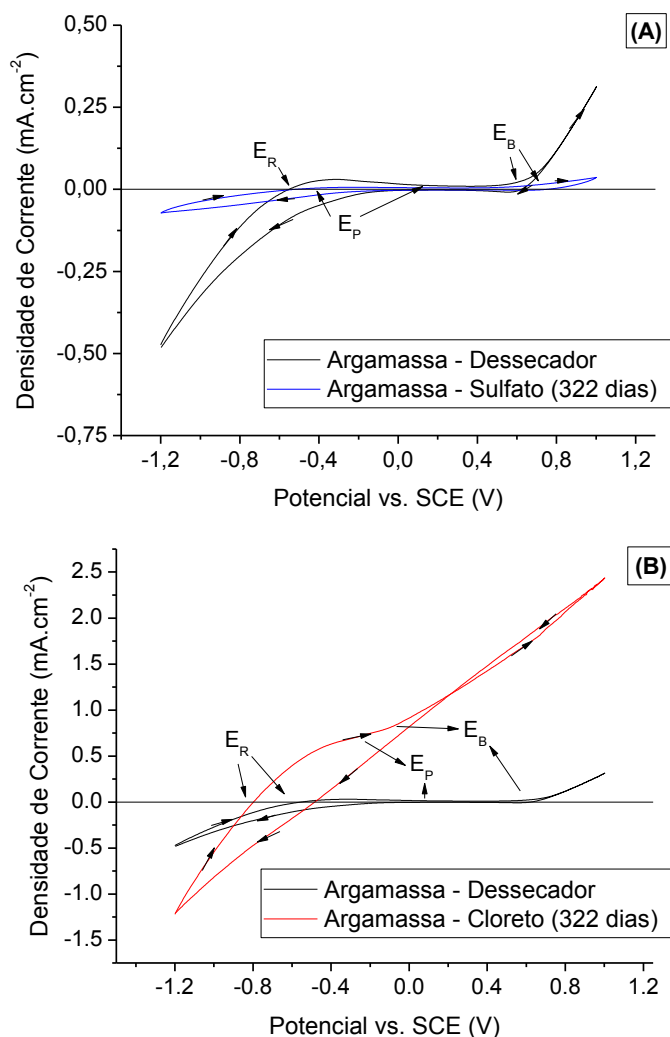 (A)
Densidade de Corrente (mA.cm⁻²)
0,50
0,25
0,00
-0,25
-0,50
-0,75
E_R
E_B
E_P
Argamassa - Dessecador
Argamassa - Sulfato (322 dias)
-1,2 -0,8 -0,4 0,0 0,4 0,8 1,2
Potencial vs. SCE (V)
(B)
Densidade de Corrente (mA.cm⁻²)
2.5
2.0
1.5
1.0
0.5
0.0
-0.5
-1.0
-1.5
E_R
E_B
E_P
Argamassa - Dessecador
Argamassa - Cloreto (322 dias)
-1.2 -0.8 -0.4 0.0 0.4 0.8 1.2
Potencial vs. SCE (V)